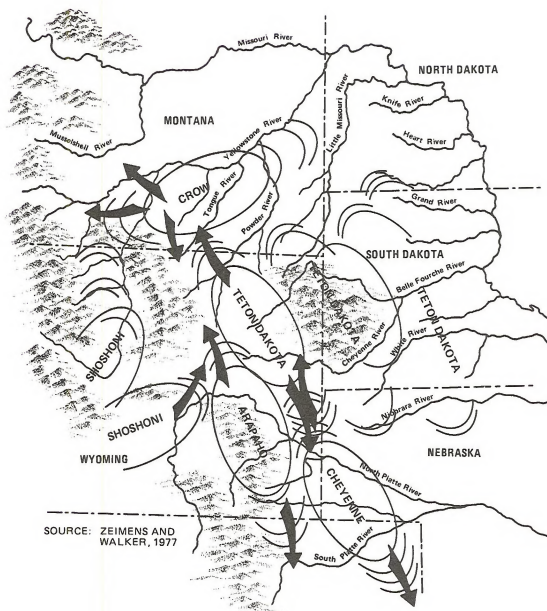 Missouri River
NORTH DAKOTA
Little Missouri River
Knife River
MONTANA
Yellowstone River
Heart River
Musselshell River
CROW
Tongue River
Powder River
Grand River
SOUTH DAKOTA
Belle Fourche River
TETON DAKOTA
TETON DAKOTA
TETON DAKOTA
Cheyenne River
White River
SHOSHONI
SHOSHONI
ARAPAHO
Niobrara River
WYOMING
NEBRASKA
North Platte River
CHEYENNE
SOURCE: ZEIMENS AND
WALKER, 1977
South Platte River